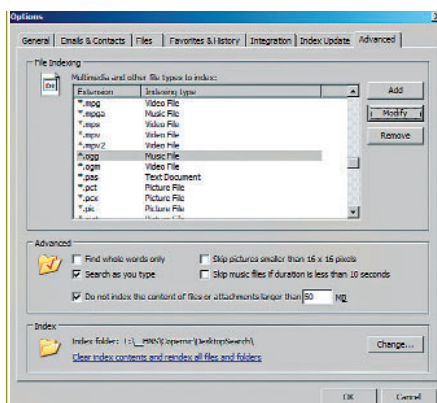 Options
General Emails & Contacts Files Favorites & History Integration Index Update Advanced
File Indexing
Multimedia and other file types to index:
Extension Indexing type
*.mpg Video File
*.mpga Music File
Video File
*.mpv Video File
*.mpv2 Video File
*.ogg Music File
*.ogm Video File
*.pas Text Document
*.pct Picture File
*.pcx Picture File
*.pic Picture File
Add
Modify
Remove
Advanced
Find whole words only
Skip pictures smaller than 16 x 16 pixels
Search as you type
Skip music files if duration is less than 10 seconds
Do not index the content of files or attachments larger than 50 MB
Index
Index folder:
Change...
Clear index contents and reindex all files and folders
OK Cancel